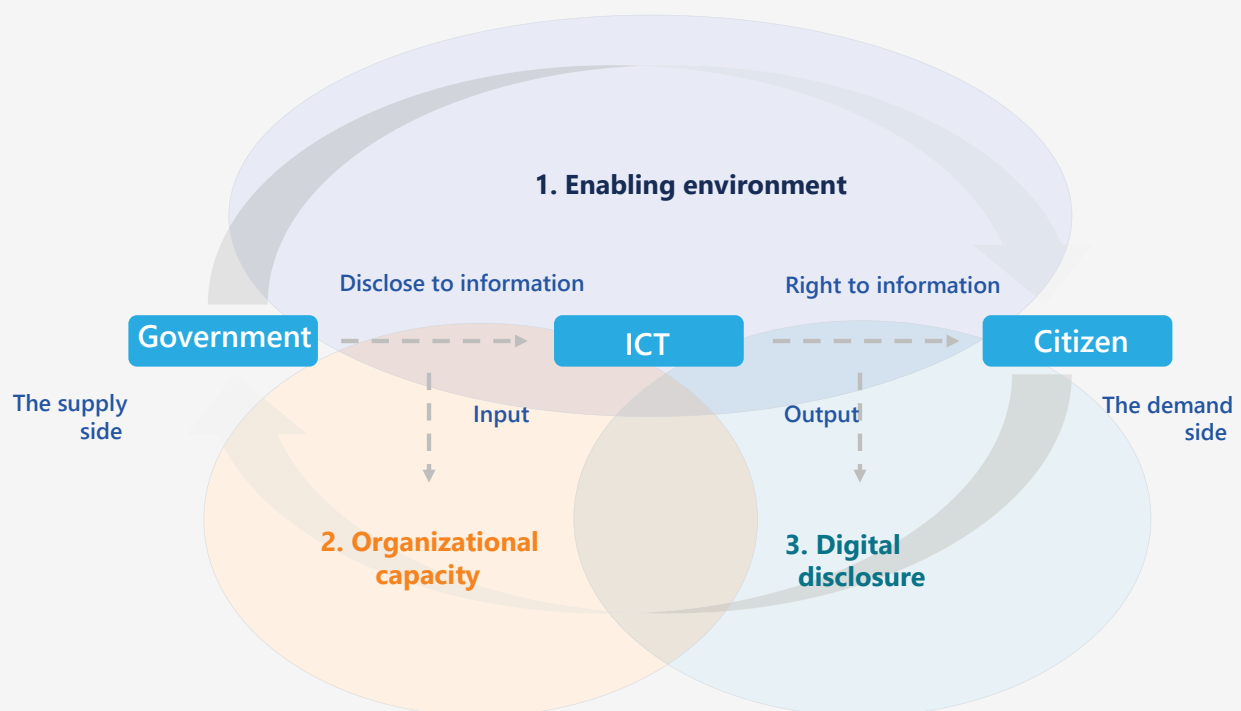 1. Enabling environment
Disclose to information
Right to information
Government
ICT
Citizen
The supply
side
Input
Output
The demand
side
2. Organizational
capacity
3. Digital
disclosure